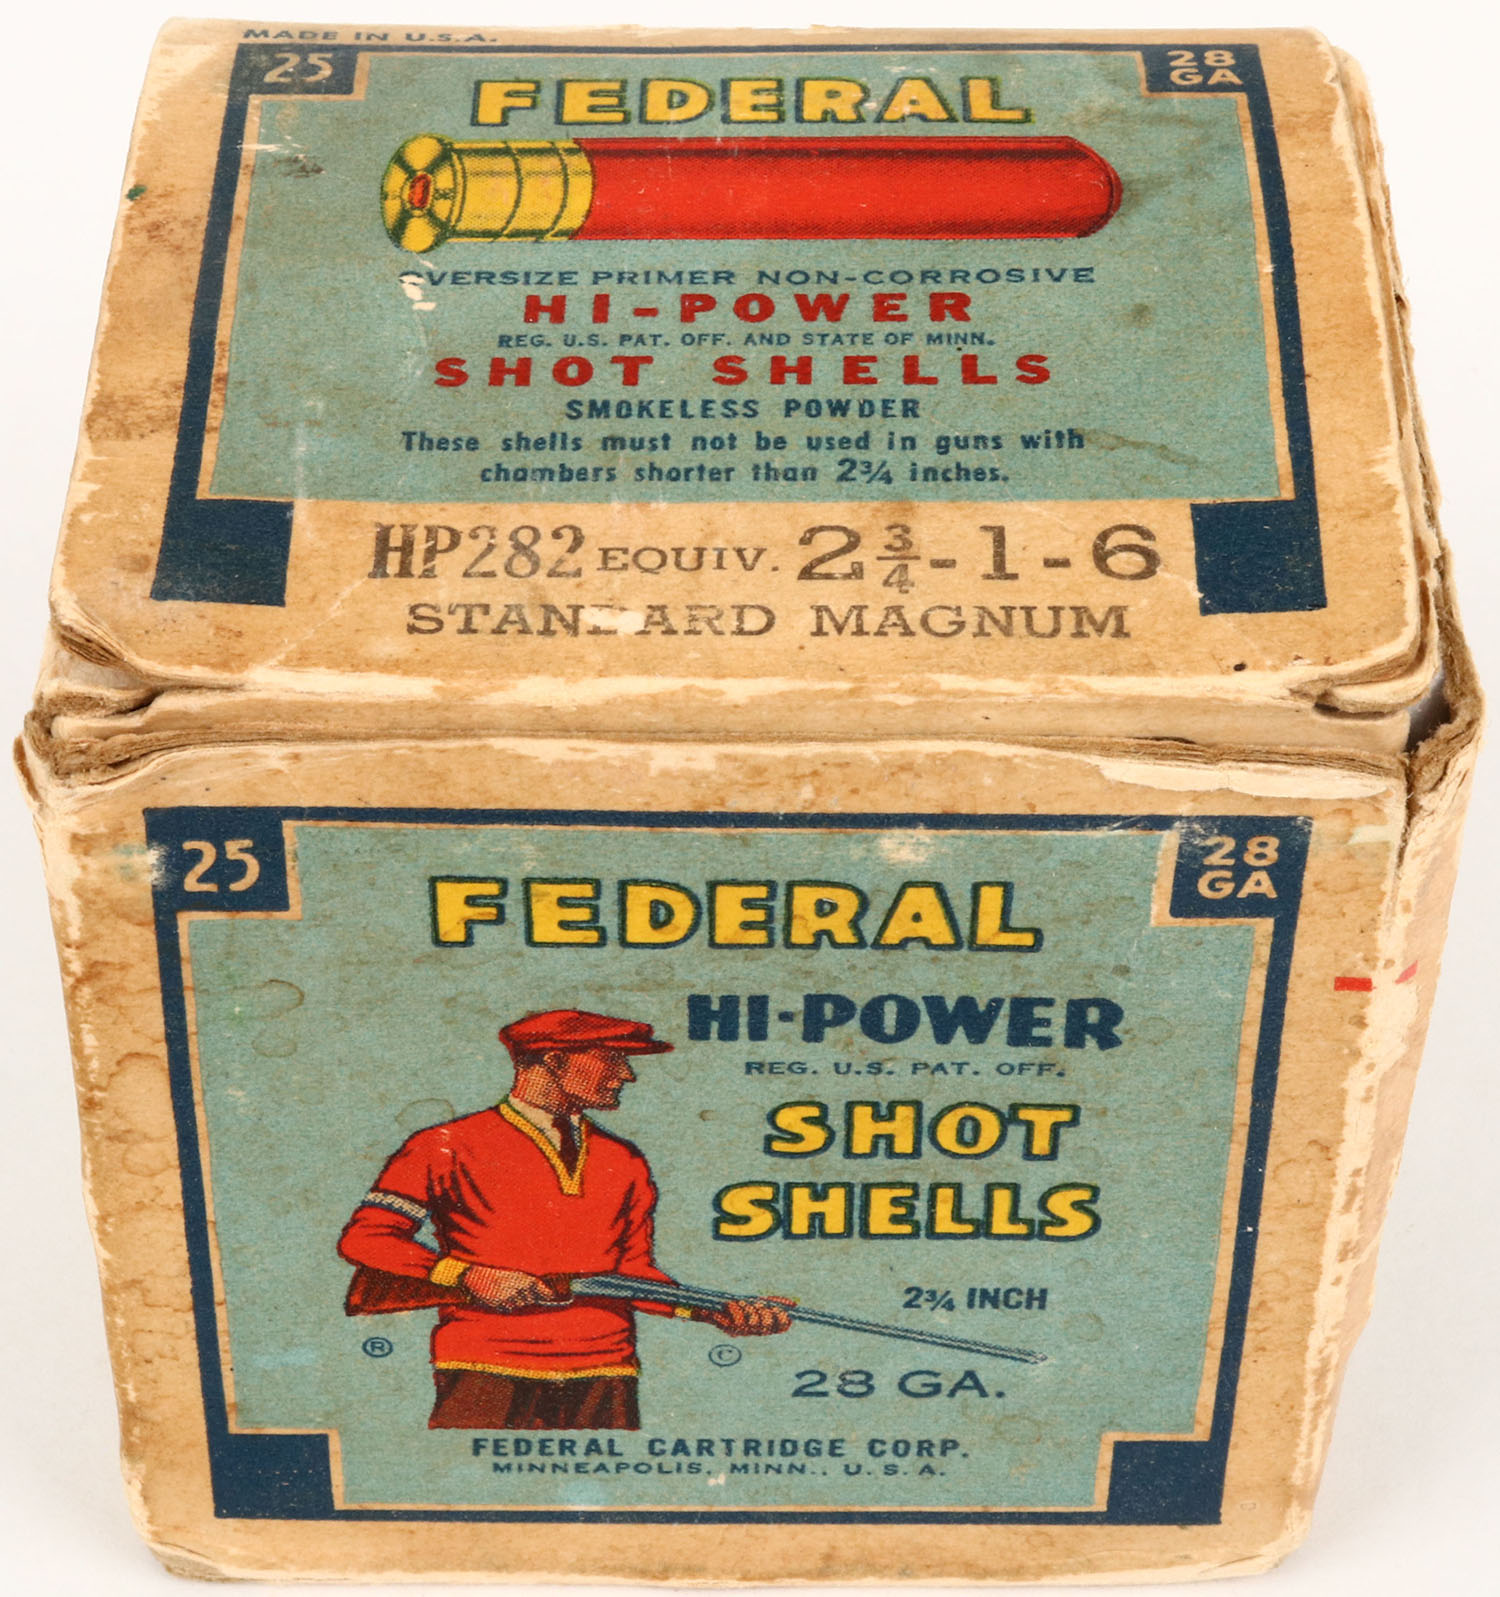 MADE IN U.S.A.
25
28
GA
FEDERAL
OVERSIZE PRIMER NON-CORROSIVE
HI-POWER
REG. U.S. PAT. OFF. AND STATE OF MINN.
SHOT SHELLS
SMOKELESS POWDER
These shells must not be used in guns with
chambers shorter than 2¾ inches.
HP282 EQUIV. 2¾-1-6
STANDARD MAGNUM
25
28
GA
FEDERAL
HI-POWER
REG. U.S. PAT. OFF.
SHOT
SHELLS
HI-POWER
2¾ INCH
®
©
28 GA.
FEDERAL CARTRIDGE CORP.
MINNEAPOLIS, MINN., U.S.A.